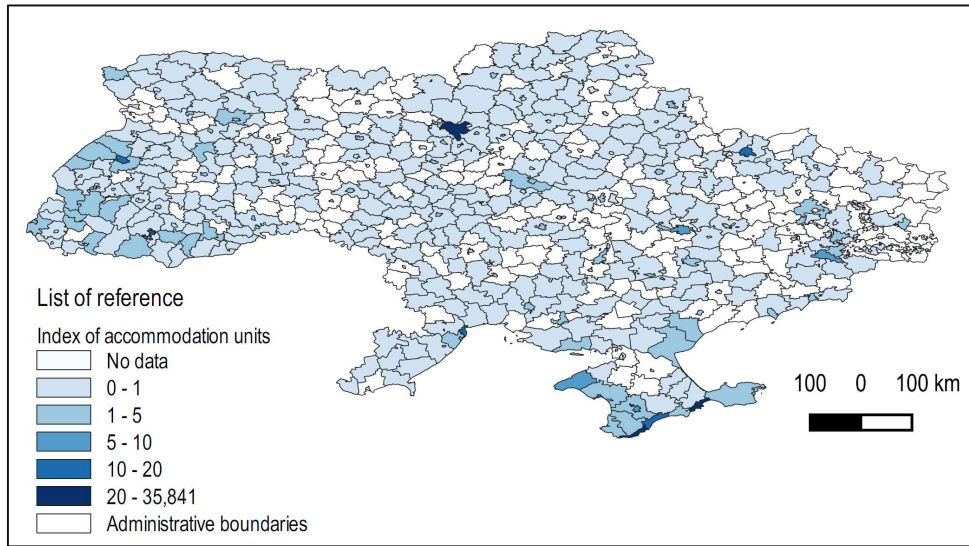 List of reference
Index of accommodation units
No data
0 - 1
1 - 5
5 - 10
10 - 20
20 - 35,841
Administrative boundaries
100 0 100 km